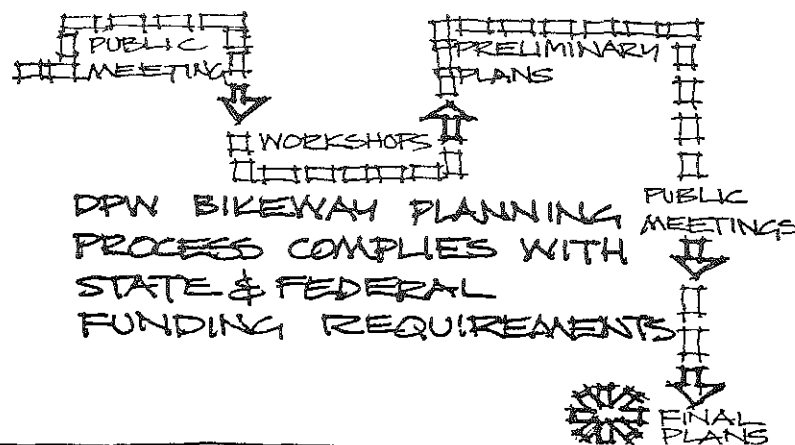 PUBLIC
MEETING
WORKSHOPS
PRELIMINARY
PLANS
PUBLIC
MEETINGS
FINAL
PLANS
DPW BIKEWAY PLANNING
PROCESS COMPLIES WITH
STATE & FEDERAL
FUNDING REQUIREMENTS